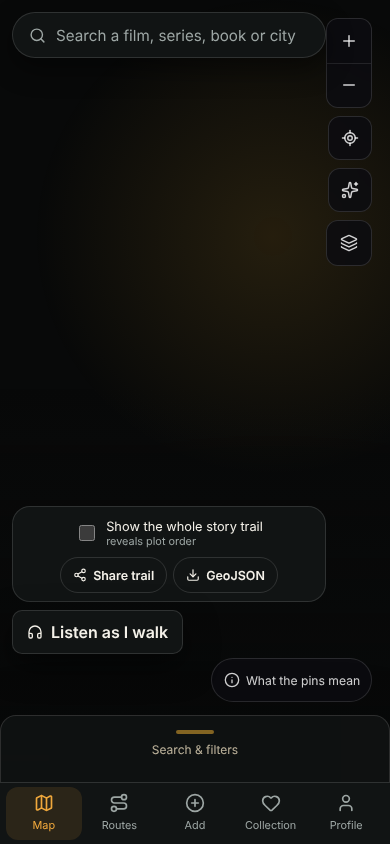 Search a film, series, book or city
Show the whole story trail
reveals plot order
Share trail
GeoJSON
Listen as I walk
What the pins mean
Search & filters
Map
Routes
Add
Collection
Profile